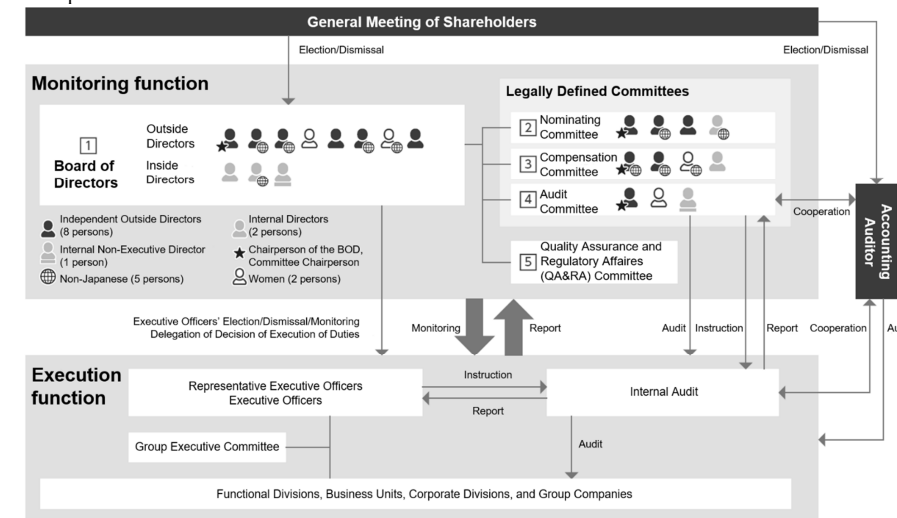 General Meeting of Shareholders
Election/Dismissal
Election/Dismissal
Monitoring function
Legally Defined Committees
1
Board of
Directors
Outside
Directors
Inside
Directors
2 Nominating
Committee
3 Compensation
Committee
4 Audit
Committee
5 Quality Assurance and
Regulatory Affaires
(QA&RA) Committee
Independent Outside Directors
(8 persons)
Internal Non-Executive Director
(1 person)
Non-Japanese (5 persons)
Internal Directors
(2 persons)
Chairperson of the BOD,
Committee Chairperson
Women (2 persons)
Cooperation
Accounting
Auditor
Executive Officers' Election/Dismissal/Monitoring
Delegation of Decision of Execution of Duties
Monitoring
Report
Audit
Instruction
Report
Cooperation
Execution
function
Representative Executive Officers
Executive Officers
Instruction
Report
Internal Audit
Group Executive Committee
Audit
Functional Divisions, Business Units, Corporate Divisions, and Group Companies